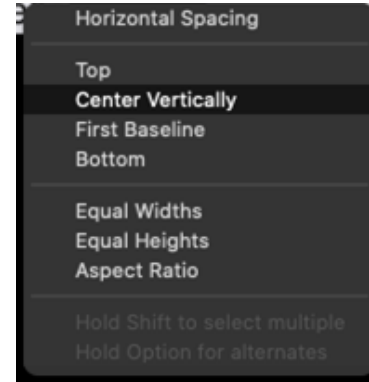 Horizontal Spacing
Top
Center Vertically
First Baseline
Bottom
Equal Widths
Equal Heights
Aspect Ratio
Hold Shift to select multiple
Hold Option for alternates